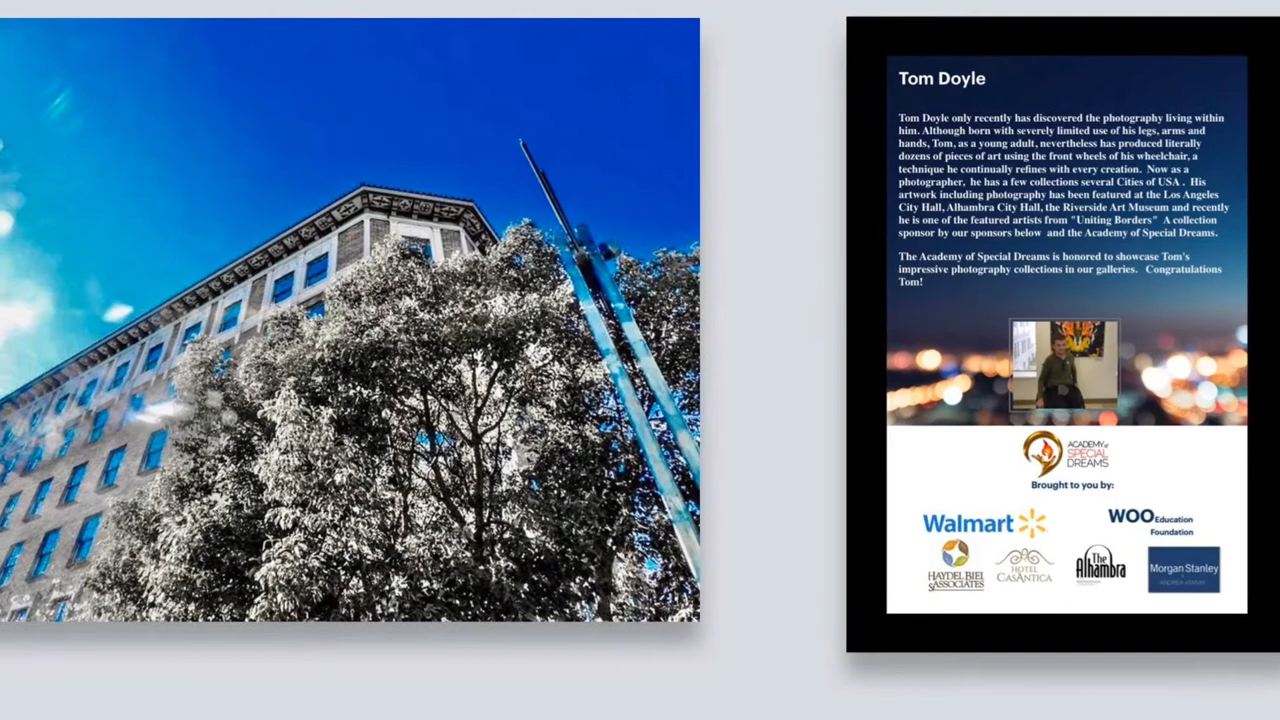 Tom Doyle
Tom Doyle only recently has discovered the photography living within
him. Although born with severely limited use of his legs, arms and
hands, Tom, as a young adult, nevertheless has produced literally
dozens of pieces of art using the front wheels of his wheelchair, a
technique he continually refines with every creation. Now as a
photographer, he has a few collections several Cities of USA . His
artwork including photography has been featured at the Los Angeles
City Hall, Alhambra City Hall, the Riverside Art Museum and recently
he is one of the featured artists from "Uniting Borders" A collection
sponsor by our sponsors below and the Academy of Special Dreams.
The Academy of Special Dreams is honored to showcase Tom's
impressive photography collections in our galleries. Congratulations
Tom!
ACADEMY of
SPECIAL
DREAMS
Brought to you by:
Walmart
WOO Education
Foundation
HAYDEL BIEL
& ASSOCIATES
HOTEL
CASANTICA
The
Alhambra
Morgan Stanley